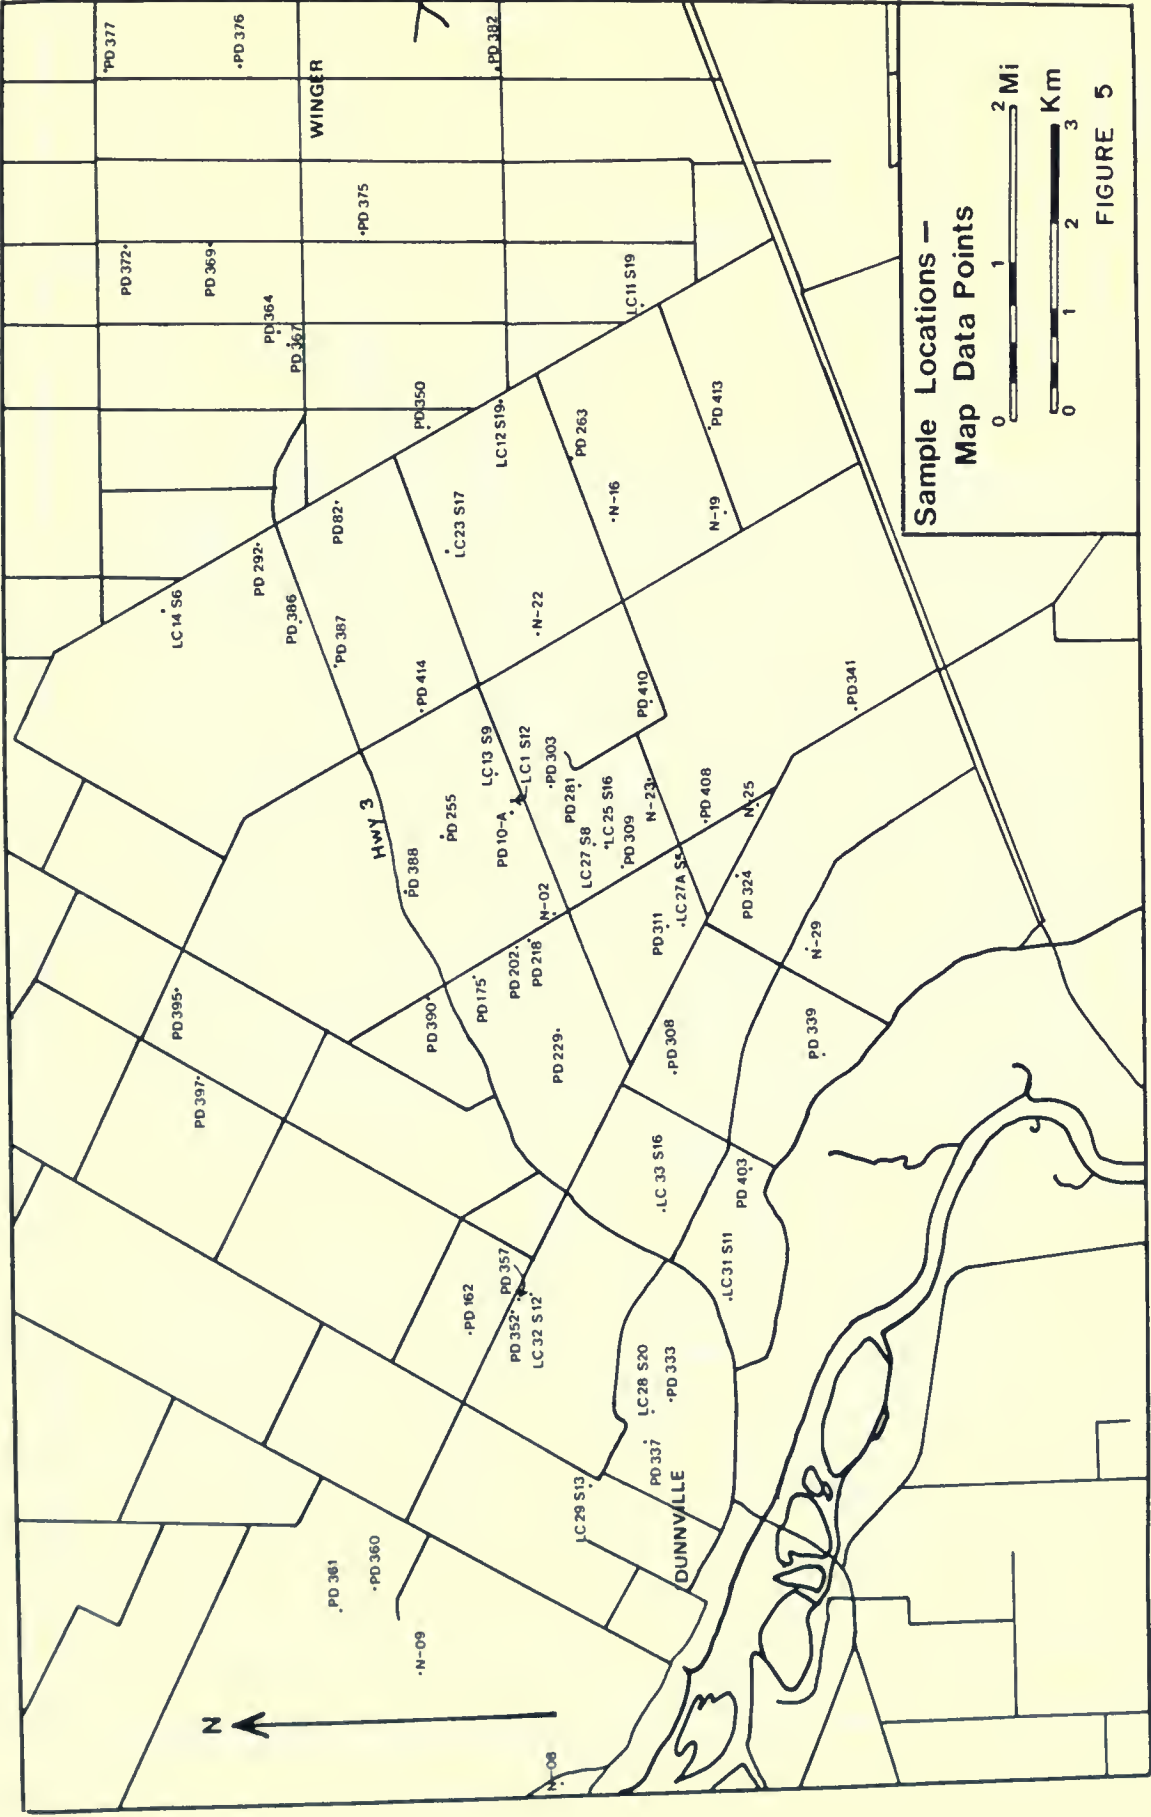 PD 377
PD 376
PD 382
WINGER
PD 375
PD 372
PD 369
PD 364
PD 367
LC11 S19
PD 350
LC12 S19
PD 263
PD 413
N-16
N-19
LC23 S17
PD 82
PD 292
LC 14 S6
PD 386
PD 387
N-22
PD 414
PD 410
PD 341
LC13 S9
LC1 S12
PD 303
PD 281
LC 25 S16
N-23
PD 408
N-25
Hwy 3
PD 255
PD 10-A
LC27 S8
PD 309
PD 388
N-02
LC 27A S5
PD 324
PD 311
N-29
PD 202
PD 218
PD 175
PD 390
PD 395
PD 397
PD 229
PD 308
PD 339
LC 33 S16
PD 403
LC31 S11
PD 357
PD 162
PD 352
LC 32 S12
LC 28 S20
PD 333
PD 337
LC 29 S13
DUNNVILLE
PD 361
PD 360
N-09
N
N-08
Sample Locations —
Map Data Points
0 1 2 Mi
0 1 2 3 Km
FIGURE 5